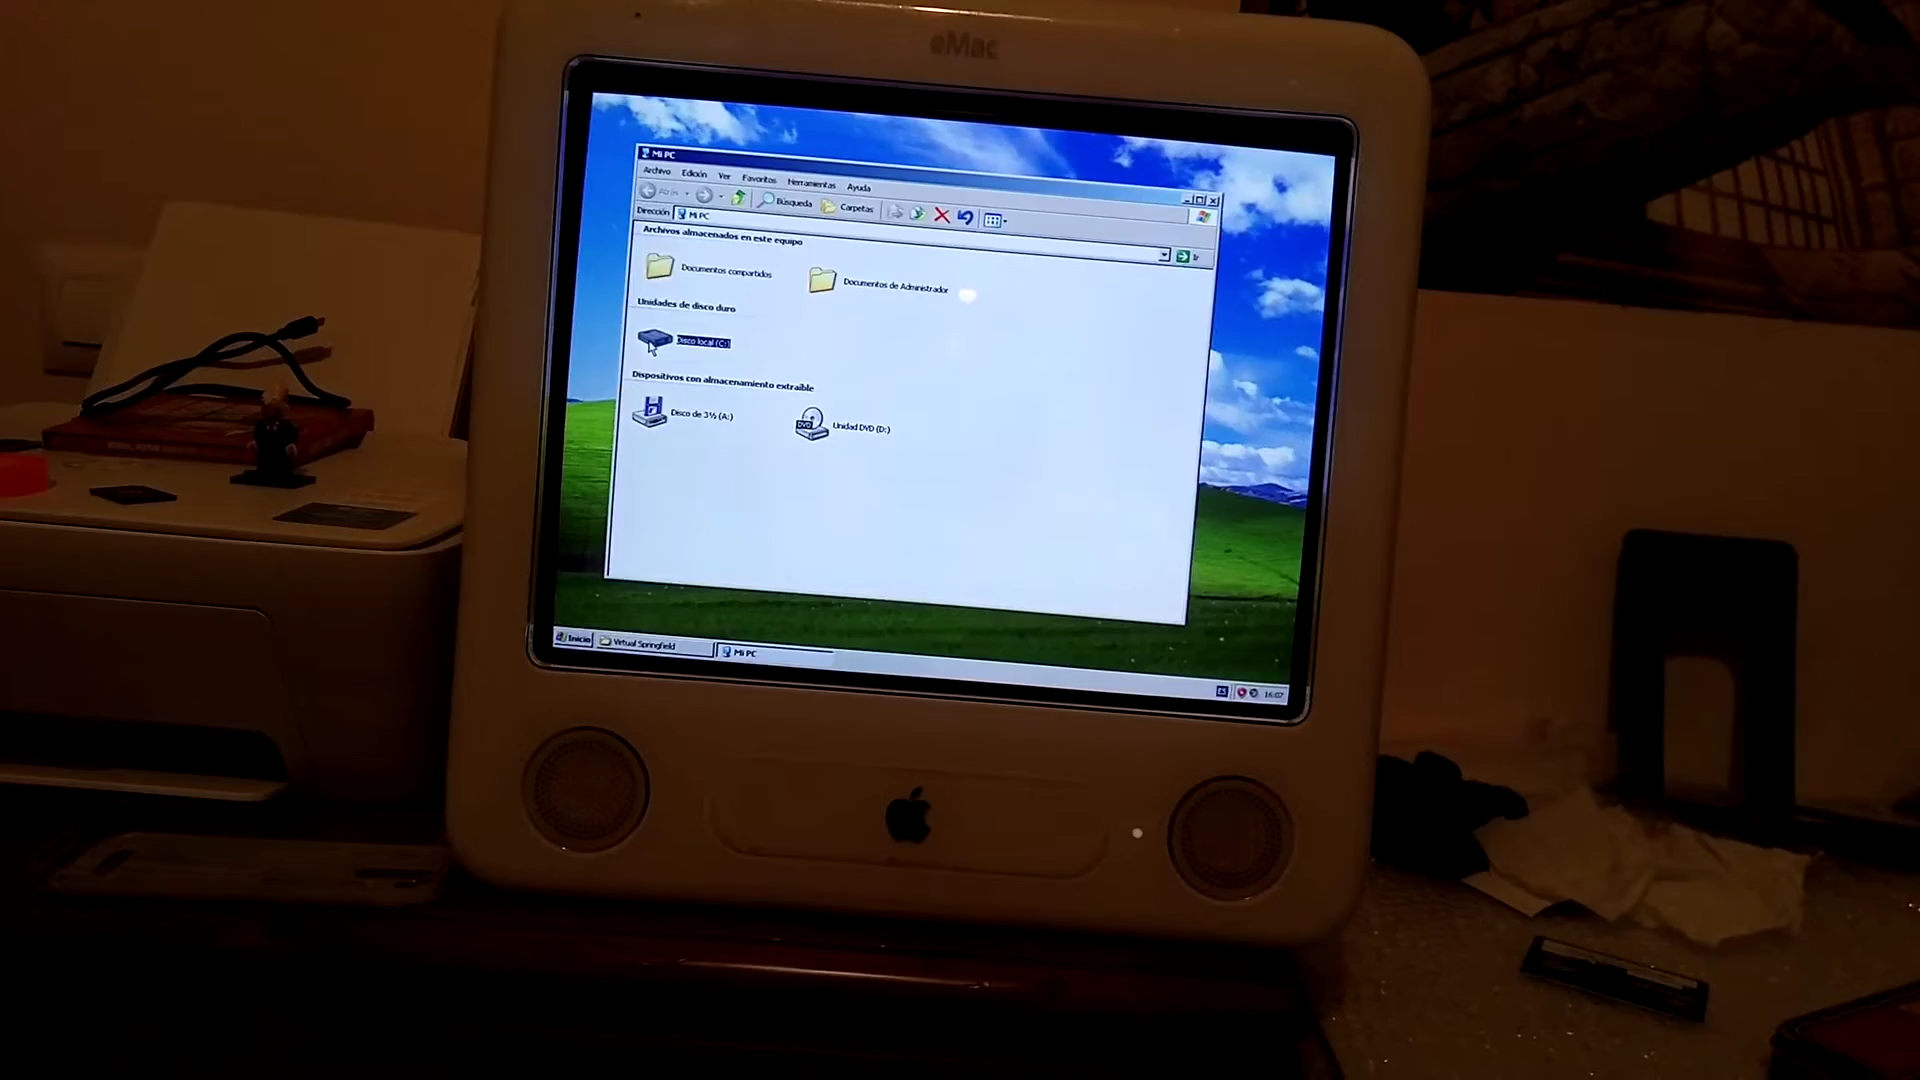 eMac
Mi PC
Archivo Edición Ver Favoritos Herramientas Ayuda
Atrás Búsqueda Carpetas
Dirección Mi PC Ir
Archivos almacenados en este equipo
Documentos compartidos Documentos de Administrador
Unidades de disco duro
Disco local (C:)
Dispositivos con almacenamiento extraíble
Disco de 3½ (A:) DVD Unidad DVD (D:)
Inicio Virtual Springfield Mi PC ES 16:07